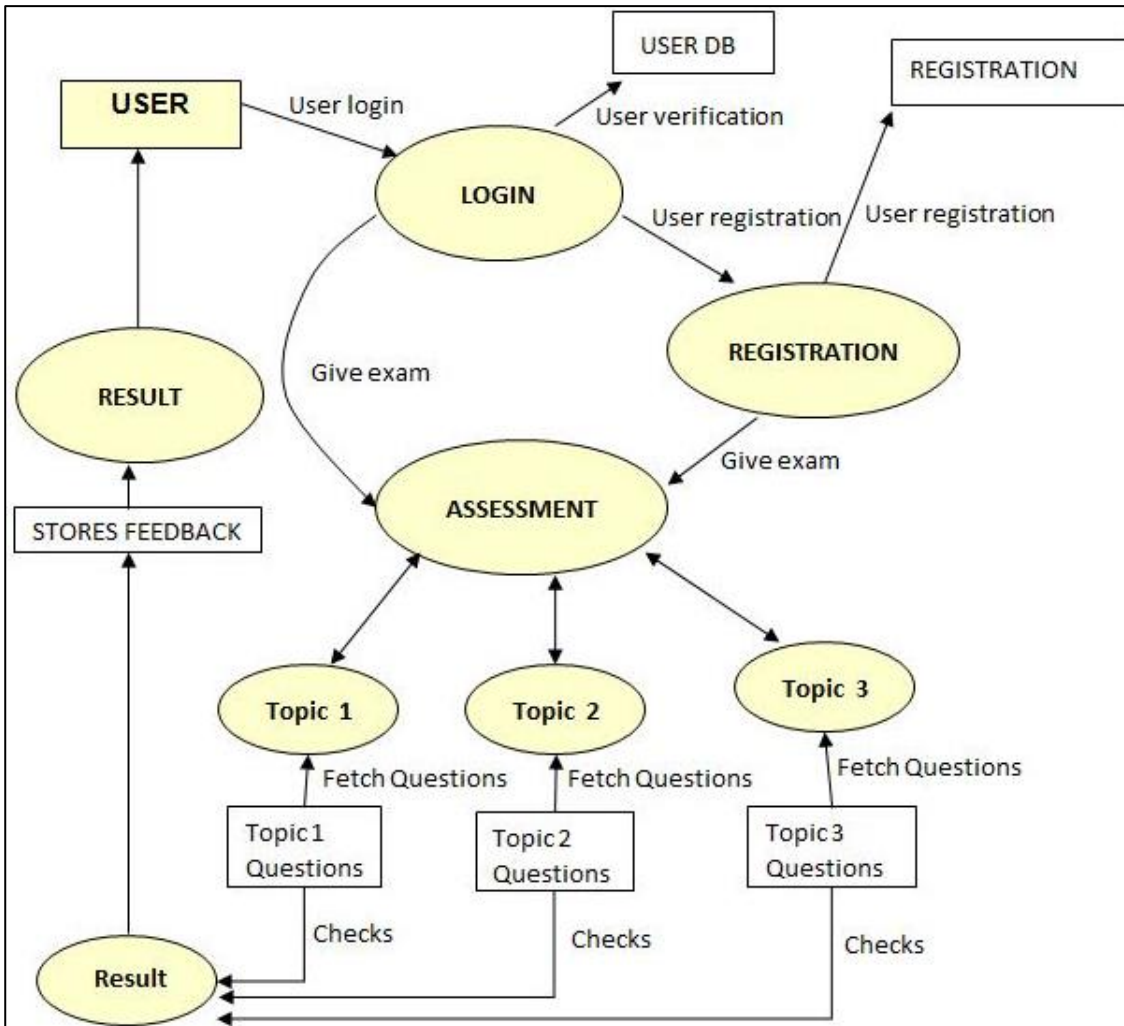 USER DB
REGISTRATION
USER
User login
User verification
LOGIN
User registration
User registration
REGISTRATION
RESULT
Give exam
Give exam
ASSESSMENT
STORES FEEDBACK
Topic 1
Topic 2
Topic 3
Fetch Questions
Fetch Questions
Fetch Questions
Topic 1
Questions
Topic 2
Questions
Topic 3
Questions
Checks
Checks
Checks
Result